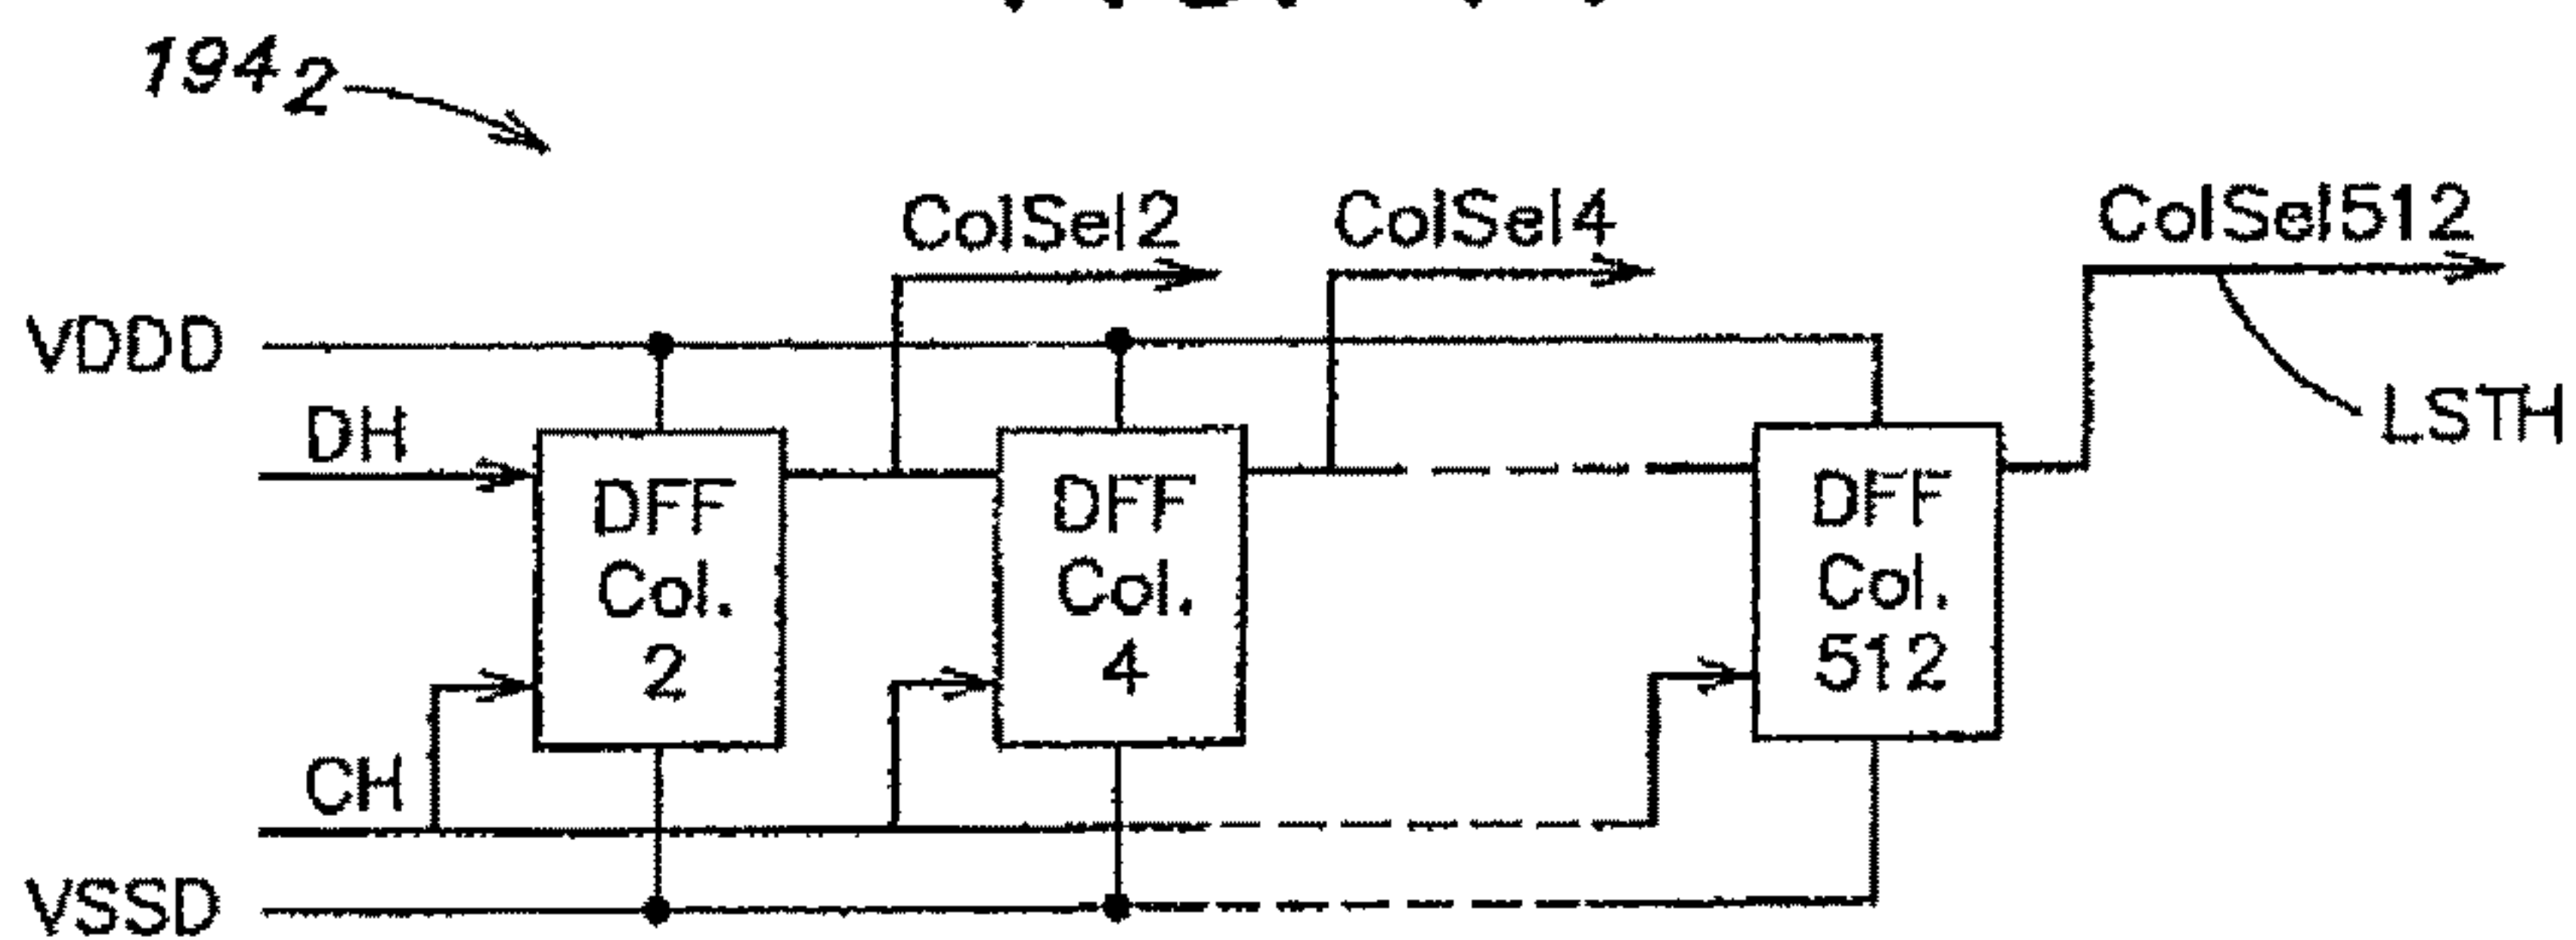 194₂
ColSel2
ColSel4
ColSel512
VDDD
DH
LSTH
DFF
Col.
2
DFF
Col.
4
DFF
Col.
512
CH
VSSD